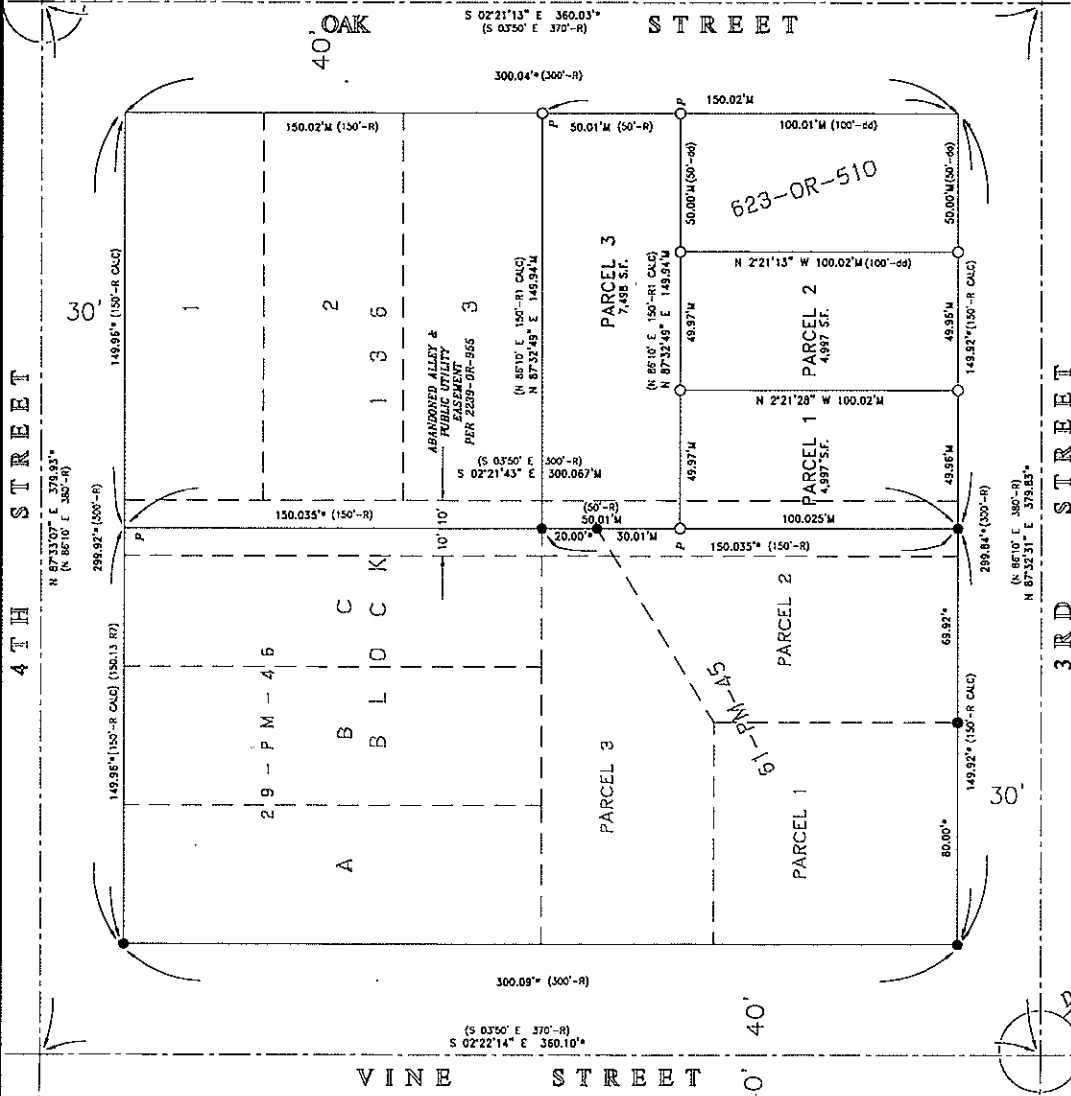 S 02°21'13" E 360.03'*
(S 03°50' E 370'-R)
OAK STREET
40'
300.04'* (300'-R)
150.02'M
150.02'M (150'-R)
50.01'M (50'-R)
100.01'M (100'-dd)
P
P
50.00'M(50'-dd)
623-OR-510
50.00'M(50'-dd)
N 2°21'13" W 100.02'M(100'-dd)
149.96'* (150'-R CALC)
30'
1
2
3
1 3 6
ABANDONED ALLEY &
PUBLIC UTILITY
EASEMENT
PER 2239-OR-955
(N 86°10' E 150'-R1 CALC)
N 87°32'49" E 149.94'M
PARCEL 3
7,498 S.F.
(N 86°10' E 150'-R1 CALC)
N 87°32'49" E 149.94'M
49.97'M
PARCEL 2
4,997 S.F.
49.96'M
149.92'*(150'-R CALC)
N 2°21'28" W 100.02'M
49.97'M
PARCEL 1
4,997 S.F.
49.96'M
4TH STREET
N 87°33'07" E 379.93'*
(N 86°10' E 380'-R)
299.92'* (300'-R)
(S 03°50' E 300'-R)
S 02°21'43" E 300.067'M
150.035'* (150'-R)
10'
10'
(50'-R)
50.01'M
100.025'M
20.00'*
30.01'M
P
P
150.035'* (150'-R)
299.84'*(300'-R)
(N 86°10' E 380'-R)
N 87°32'31" E 379.83'*
3RD STREET
149.96'*[150'-R CALC] (150.13 R7)
29-PM-46
A
B
C
BLOCK
PARCEL 2
69.92'*
61-PM-45
PARCEL 3
PARCEL 1
149.92'* (150'-R CALC)
30'
80.00'*
300.09'* (300'-R)
40'
(S 03°50' E 370'-R)
S 02°22'14" E 360.10'*
VINE STREET